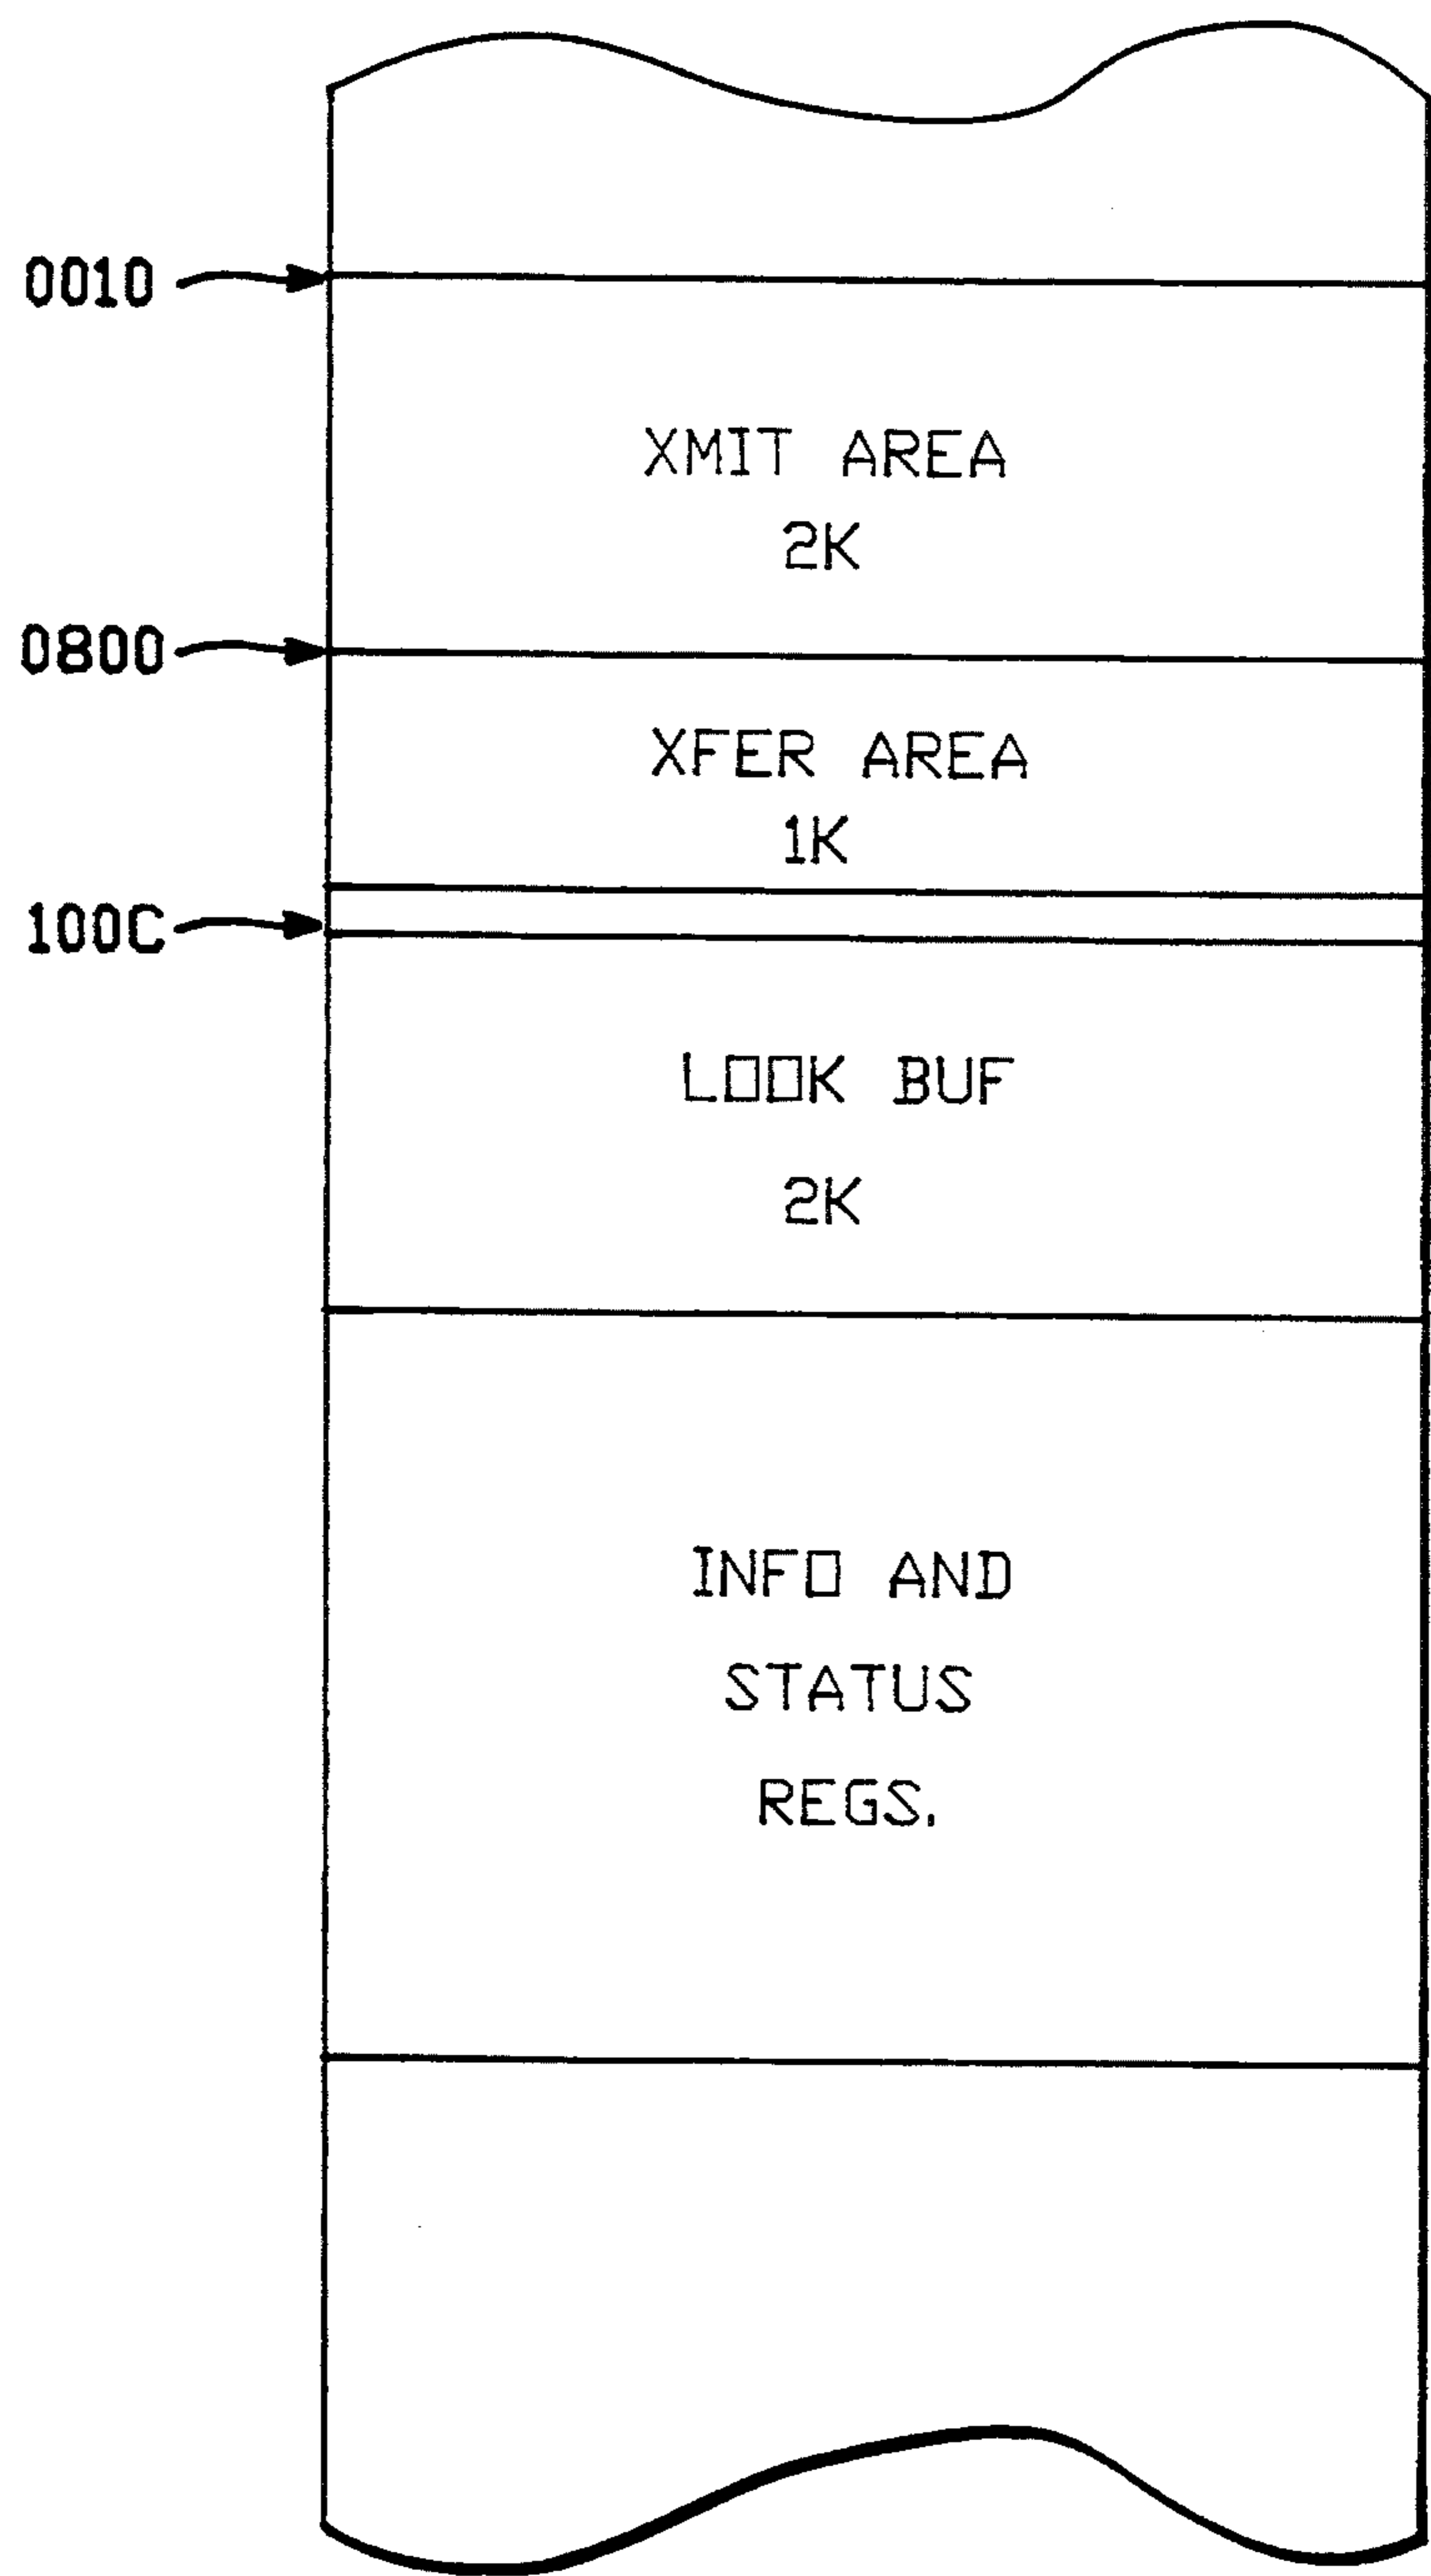 0010
XMIT AREA
2K
0800
XFER AREA
1K
100C
LOOK BUF
2K
INFO AND
STATUS
REGS.